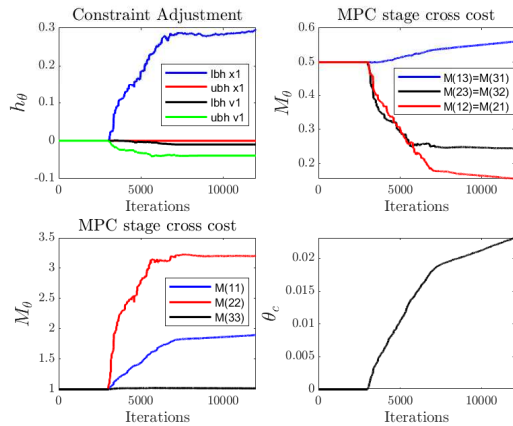 Constraint Adjustment
0.3
0.2
0.1
0
-0.1
hθ
lbh x1
ubh x1
lbh v1
ubh v1
0 5000 10000
Iterations
MPC stage cross cost
0.6
0.5
0.4
0.3
0.2
Mθ
M(13)=M(31)
M(23)=M(32)
M(12)=M(21)
0 5000 10000
Iterations
MPC stage cross cost
3.5
3
2.5
2
1.5
1
Mθ
M(11)
M(22)
M(33)
0 5000 10000
Iterations
0.02
0.015
0.01
0.005
0
θc
0 5000 10000
Iterations